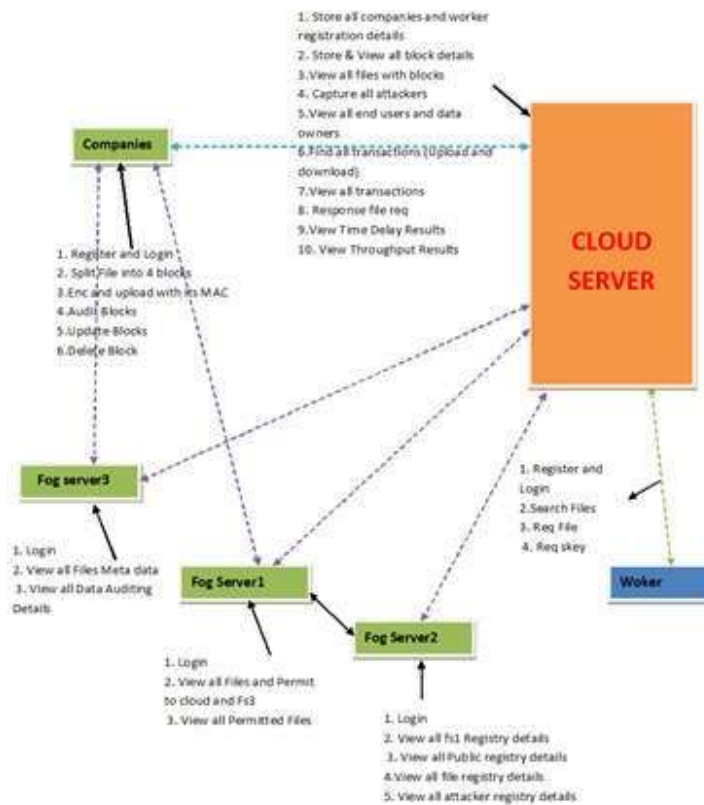 1. Store all companies and worker
registration details
2. Store & View all block details
3.View all files with blocks
4. Capture all attackers
5.View all end users and data
owners
6.Find all transactions (Upload and
download)
7.View all transactions
8. Response file req
9.View Time Delay Results
10. View Throughput Results
Companies
CLOUD
SERVER
1. Register and Login
2. Split File into 4 blocks
3.Enc and upload with its MAC
4.Audit Blocks
5.Update Blocks
6.Delete Block
Fog server3
1. Login
2. View all Files Meta data
3. View all Data Auditing
Details
Fog Server1
1. Login
2. View all Files and Permit
to cloud and Fs3
3. View all Permitted Files
Fog Server2
1. Login
2. View all fs1 Registry details
3. View all Public registry details
4.View all file registry details
5. View all attacker registry details
1. Register and
Login
2.Search Files
3. Req File
4. Req skey
Woker